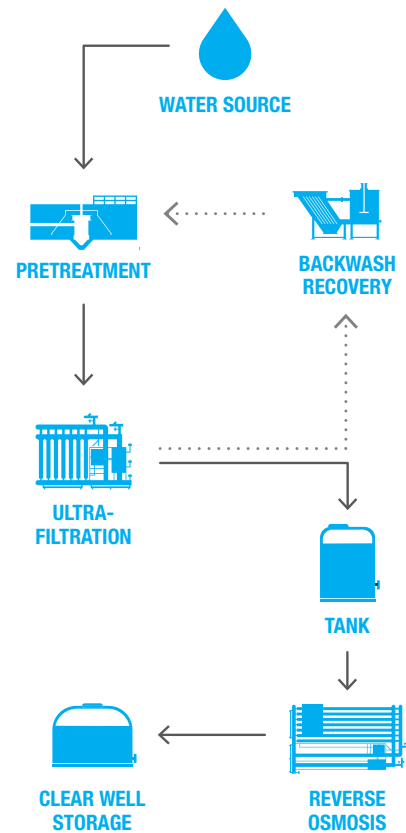 WATER SOURCE
PRETREATMENT
BACKWASH
RECOVERY
ULTRA-
FILTRATION
TANK
CLEAR WELL
STORAGE
REVERSE
OSMOSIS